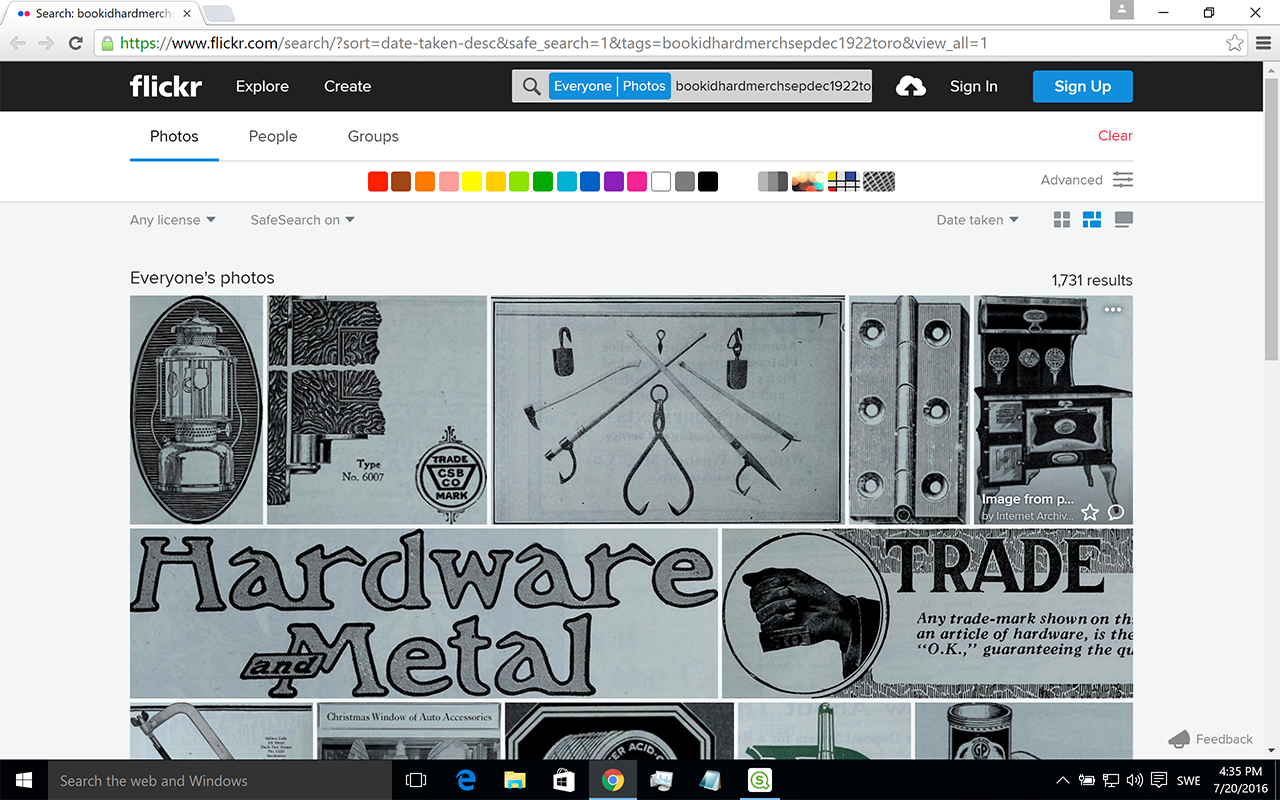 Search: bookidhardmerch
https://www.flickr.com/search/?sort=date-taken-desc&safe_search=1&tags=bookidhardmerchsepdec1922toro&view_all=1
flickr Explore Create Everyone Photos bookidhardmerchsepdec1922to Sign In Sign Up
Photos People Groups Clear
Advanced
Any license SafeSearch on Date taken
Everyone's photos 1,731 results
Type
No. 6007
TRADE
CSB
CO
MARK
Image from p...
by Internet Archiv...
Hardware
and Metal
TRADE
Any trade-mark shown on th
an article of hardware, is the
"O.K.," guaranteeing the qu
Christmas Window of Auto Accessories
ER ACID-
GP
Feedback
Search the web and Windows
SWE
4:35 PM
7/20/2016